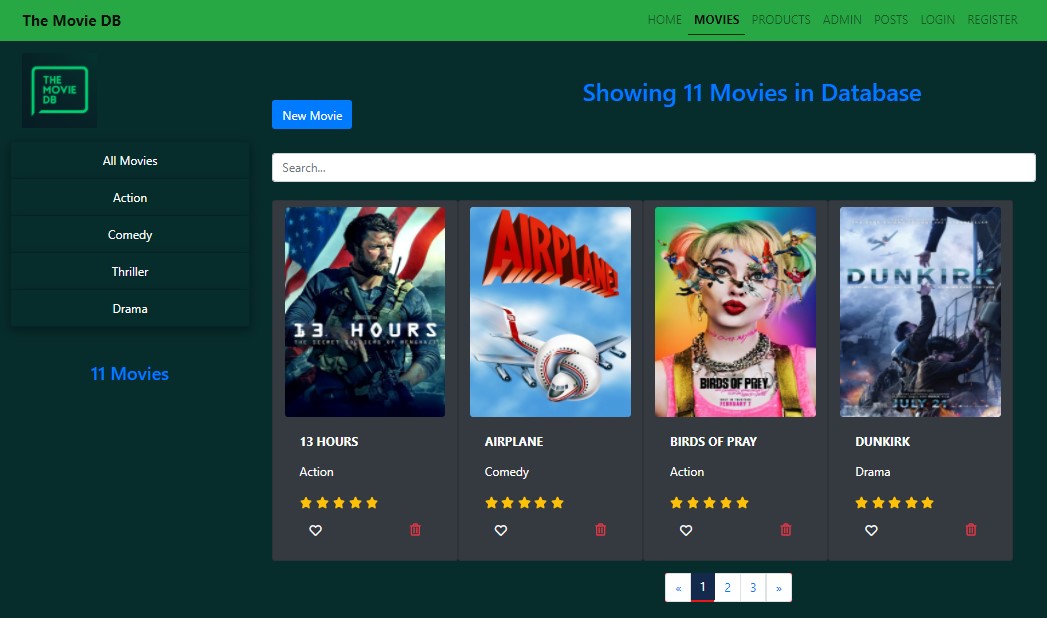 The Movie DB
HOME MOVIES PRODUCTS ADMIN POSTS LOGIN REGISTER
THE
MOVIE
DB
Showing 11 Movies in Database
New Movie
Search...
All Movies
Action
Comedy
Thriller
Drama
11 Movies
13 HOURS
THE SECRET SOLDIERS OF BENGHAZI
AIRPLANE!
BIRDS OF PREY
FEBRUARY 7
DUNKIRK
JULY 21
13 HOURS
Action
AIRPLANE
Comedy
BIRDS OF PRAY
Action
DUNKIRK
Drama
« 1 2 3 »